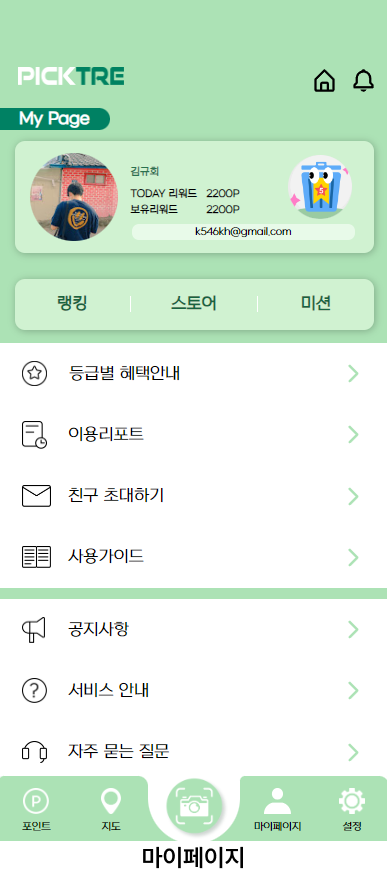 PICKTRE
My Page
김규희
TODAY 리워드 2200P
보유리워드 2200P
k546kh@gmail.com
랭킹 스토어 미션
등급별 혜택안내
이용리포트
친구 초대하기
사용가이드
공지사항
서비스 안내
자주 묻는 질문
포인트 지도 마이페이지 설정
마이페이지